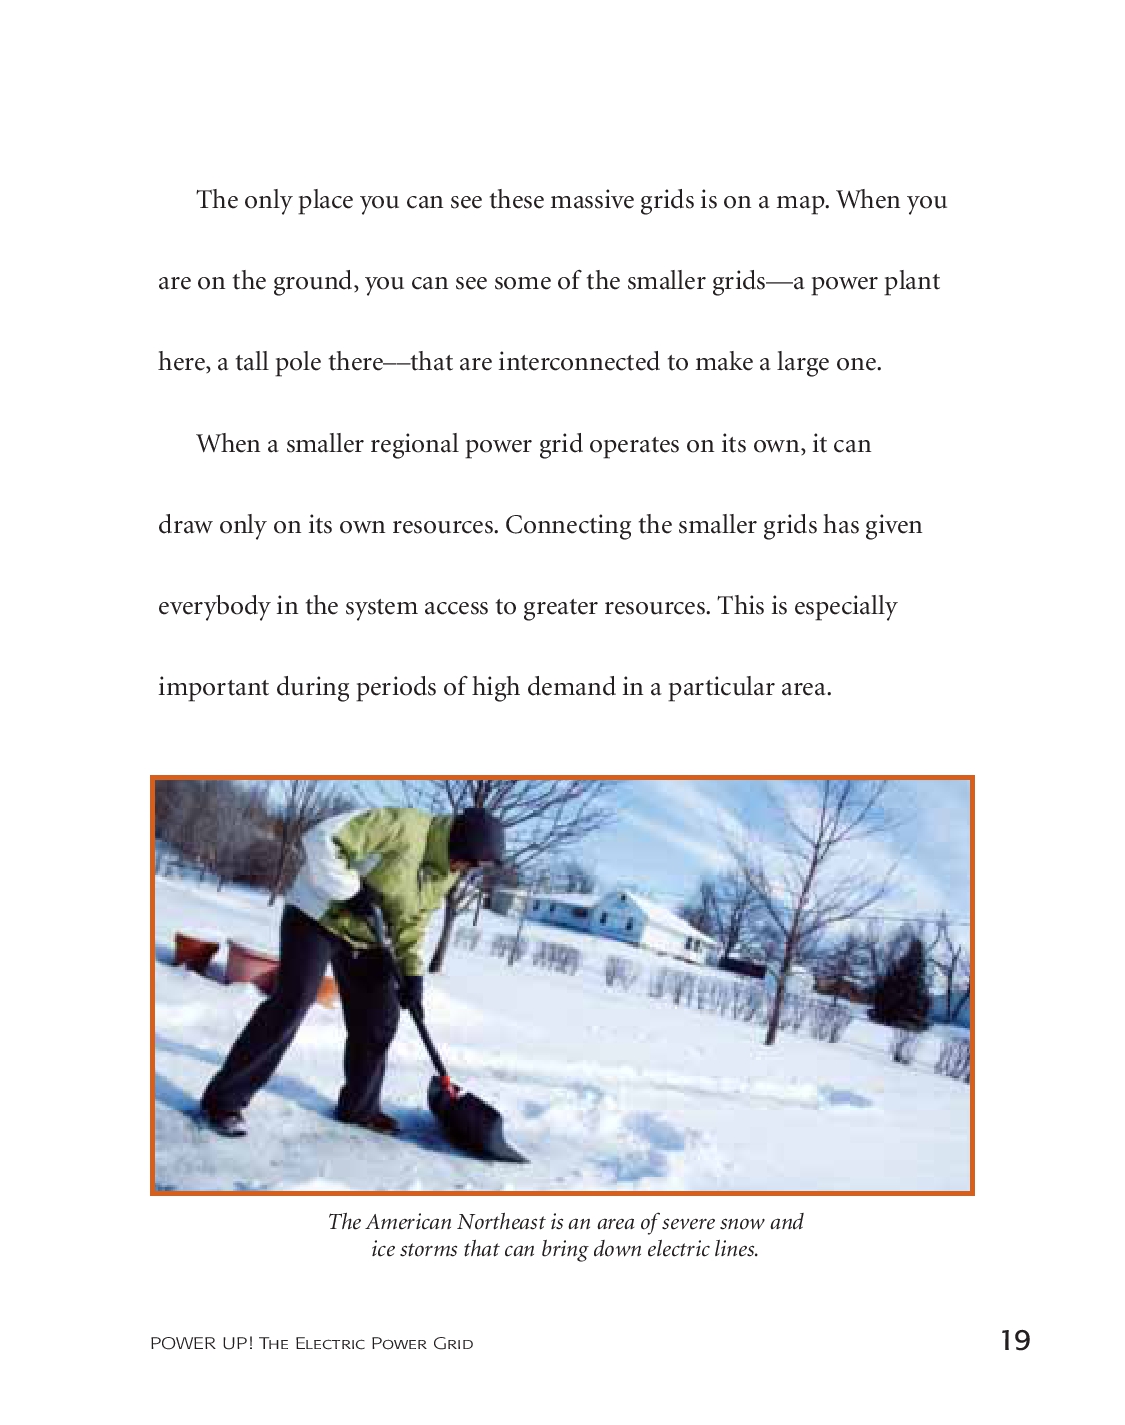 The only place you can see these massive grids is on a map. When you
are on the ground, you can see some of the smaller grids—a power plant
here, a tall pole there—that are interconnected to make a large one.
When a smaller regional power grid operates on its own, it can
draw only on its own resources. Connecting the smaller grids has given
everybody in the system access to greater resources. This is especially
important during periods of high demand in a particular area.
The American Northeast is an area of severe snow and
ice storms that can bring down electric lines.
POWER UP! The Electric Power Grid
19